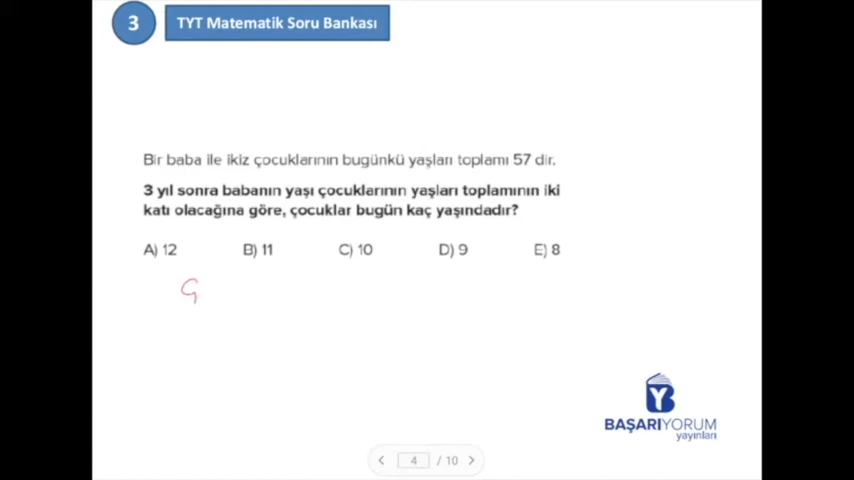 3
TYT Matematik Soru Bankası
Bir baba ile ikiz çocuklarının bugünkü yaşları toplamı 57 dir.
3 yıl sonra babanın yaşı çocuklarının yaşları toplamının iki
katı olacağına göre, çocuklar bugün kaç yaşındadır?
A) 12 B) 11 C) 10 D) 9 E) 8
BAŞARIYORUM
yayınları
4 / 10